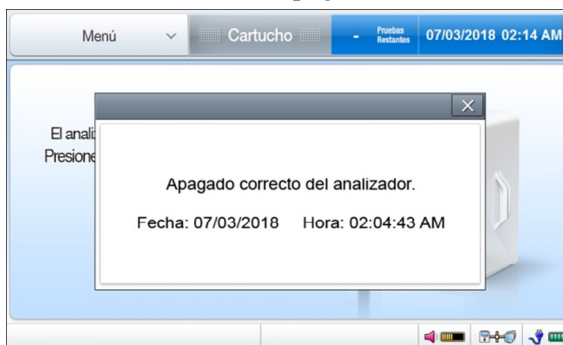 Menú
Cartucho
- Pruebas Restantes
07/03/2018 02:14 AM
El anali
Presione
Apagado correcto del analizador.
Fecha: 07/03/2018 Hora: 02:04:43 AM